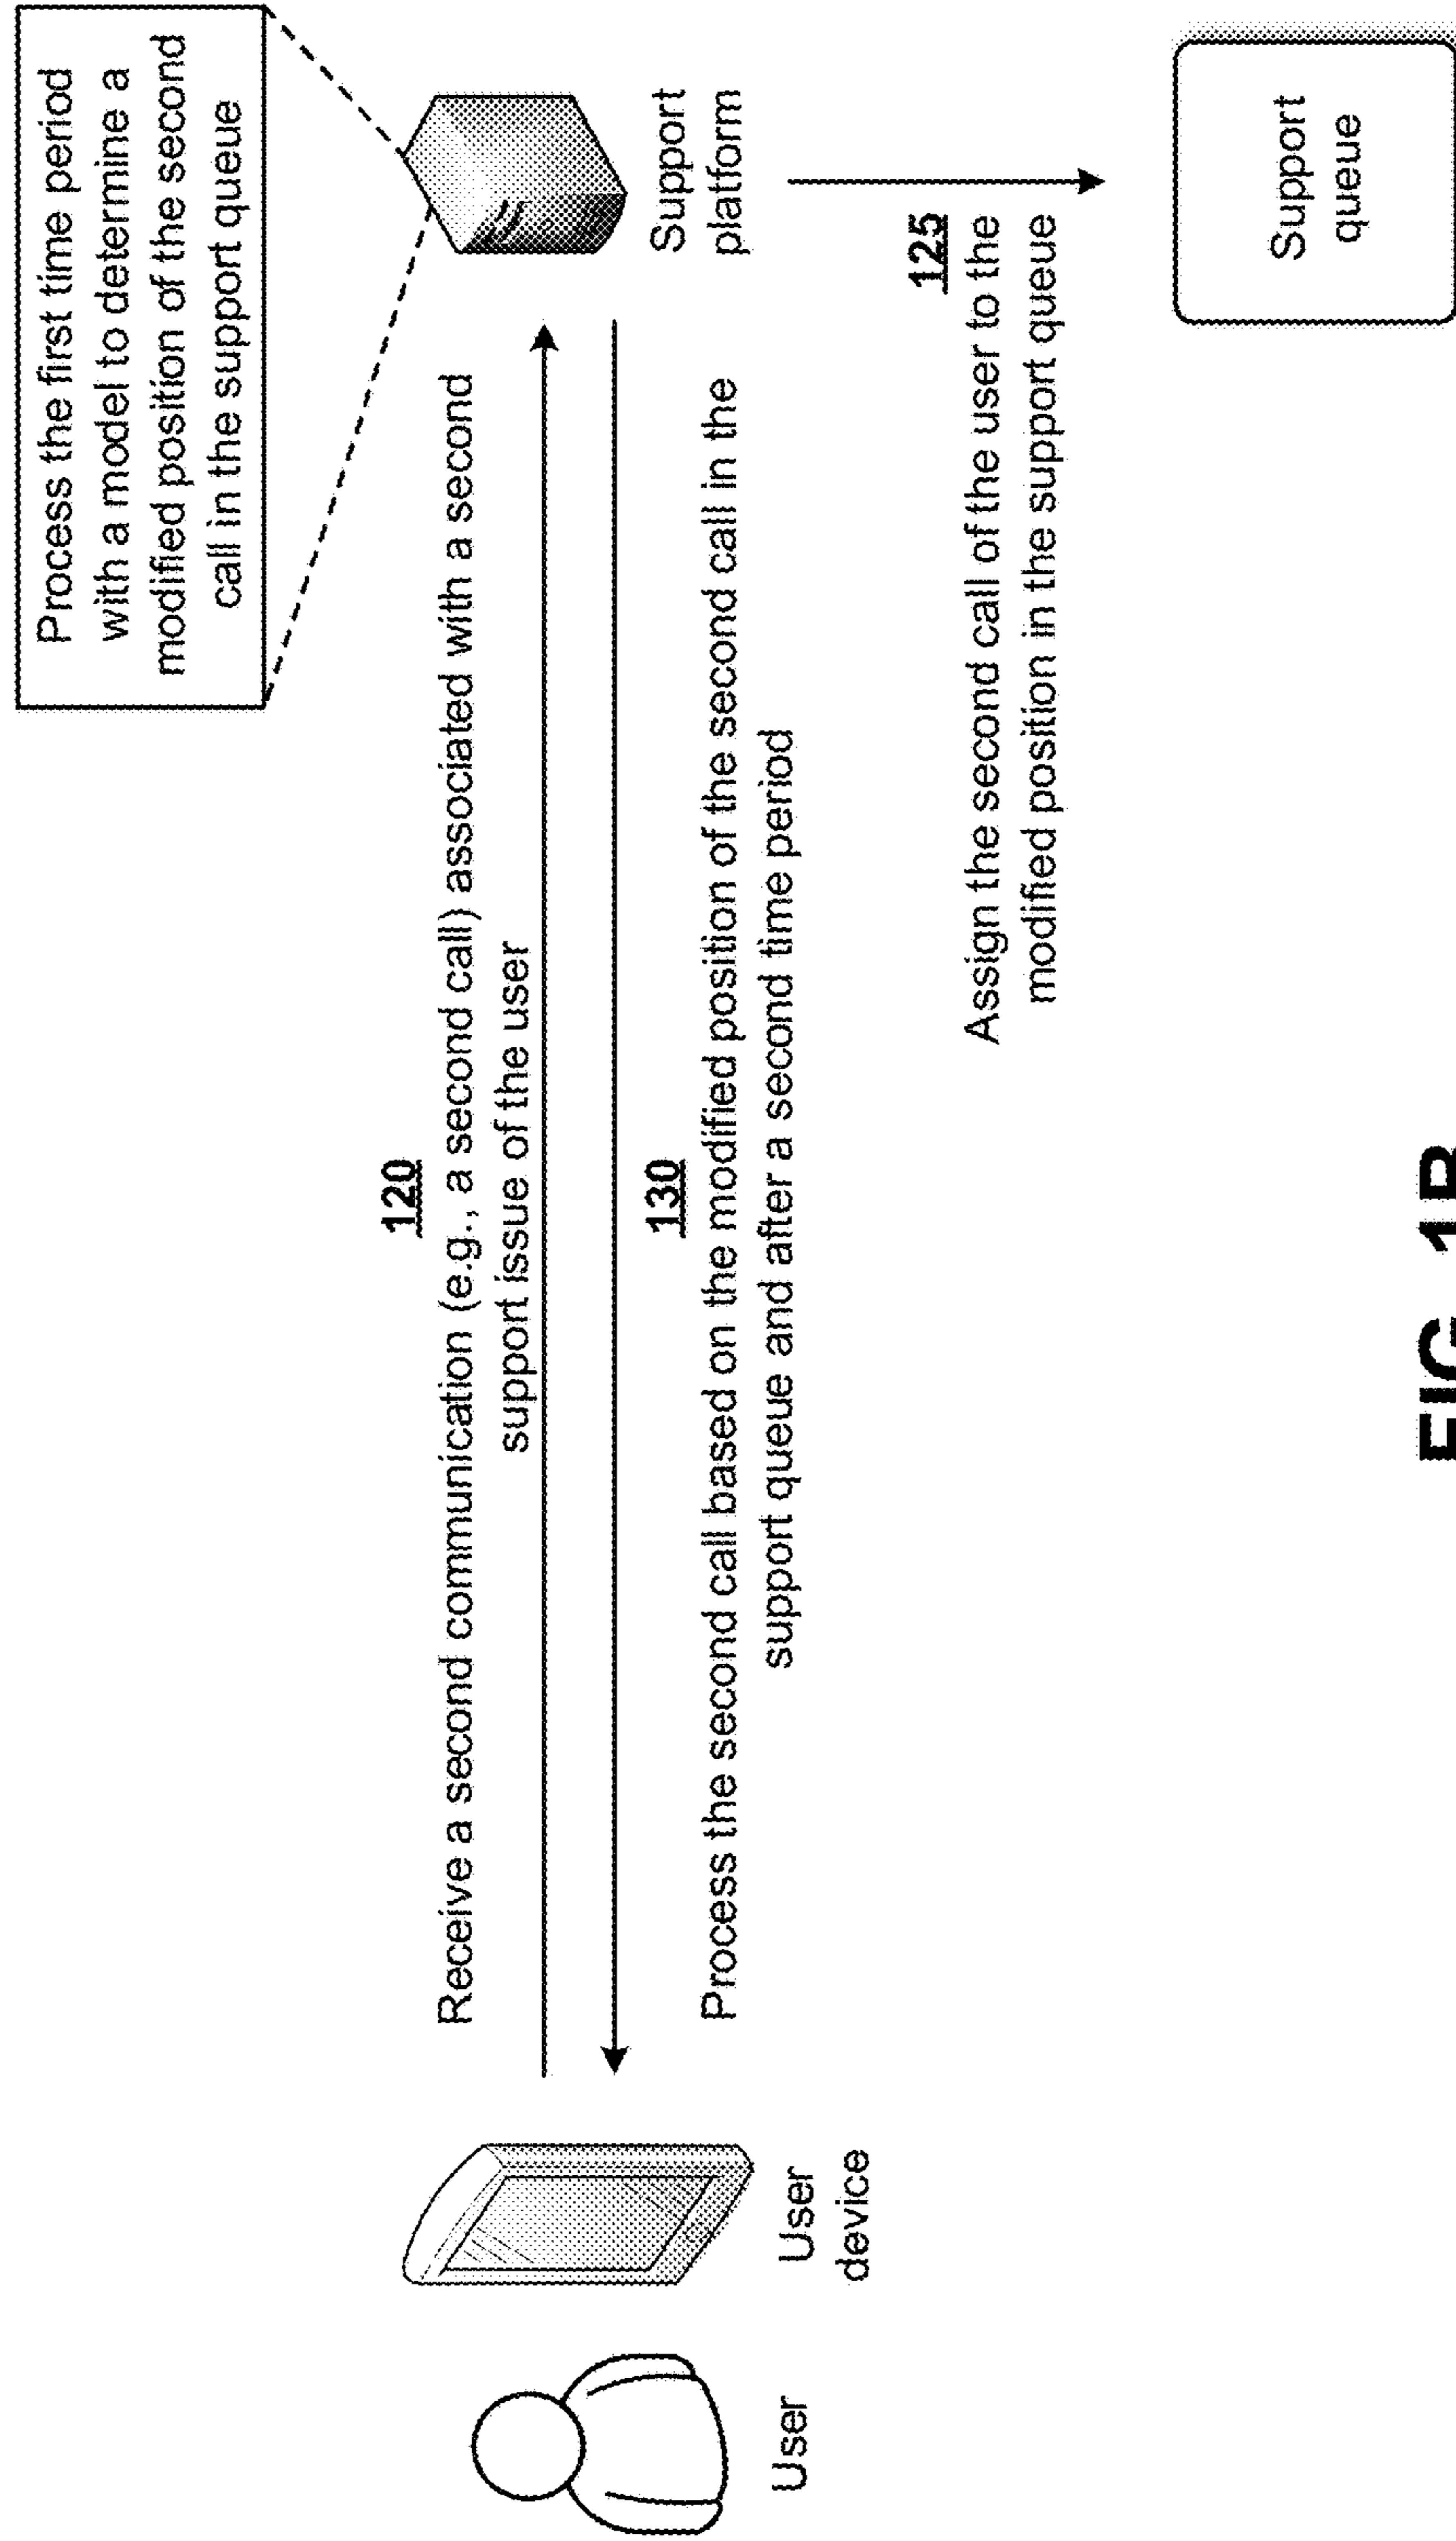 Process the first time period
with a model to determine a
modified position of the second
call in the support queue
120
Receive a second communication (e.g., a second call) associated with a second
support issue of the user
130
Process the second call based on the modified position of the second call in the
support queue and after a second time period
User
User
device
Support
platform
125
Assign the second call of the user to the
modified position in the support queue
Support
queue
FIG. 1B